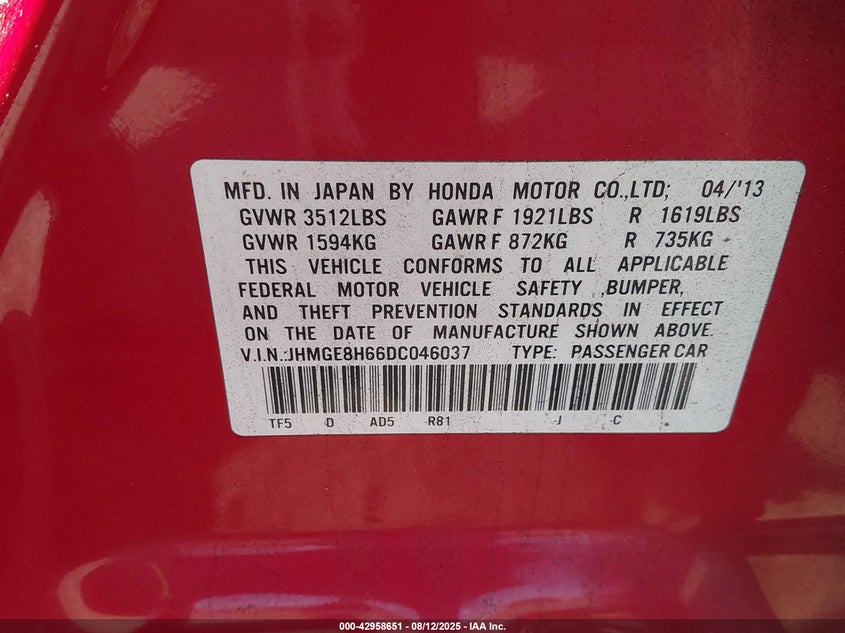 MFD. IN JAPAN BY HONDA MOTOR CO.,LTD; 04/'13
GVWR 3512LBS GAWR F 1921LBS R 1619LBS
GVWR 1594KG GAWR F 872KG R 735KG
THIS VEHICLE CONFORMS TO ALL APPLICABLE
FEDERAL MOTOR VEHICLE SAFETY ,BUMPER,
AND THEFT PREVENTION STANDARDS IN EFFECT
ON THE DATE OF MANUFACTURE SHOWN ABOVE.
V.I.N.:JHMGE8H66DC046037 TYPE: PASSENGER CAR
TF5 D AD5 R81 J C
000-42958651 - 08/12/2025 - IAA Inc.